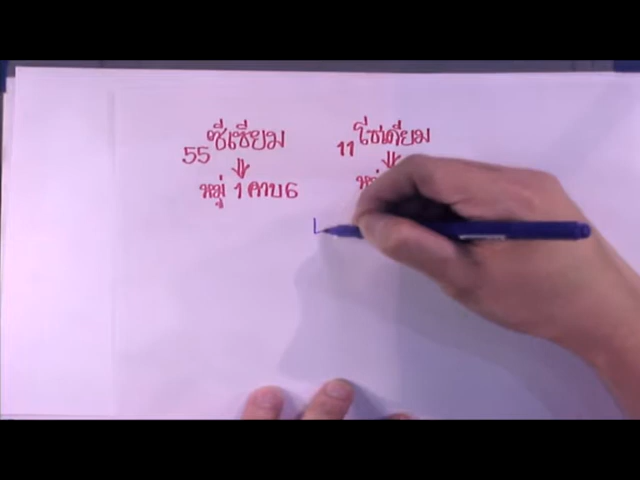 55 ซีเซียม 11 โซเดียม
⇓ ⇓
หมู่ 1 คาบ 6